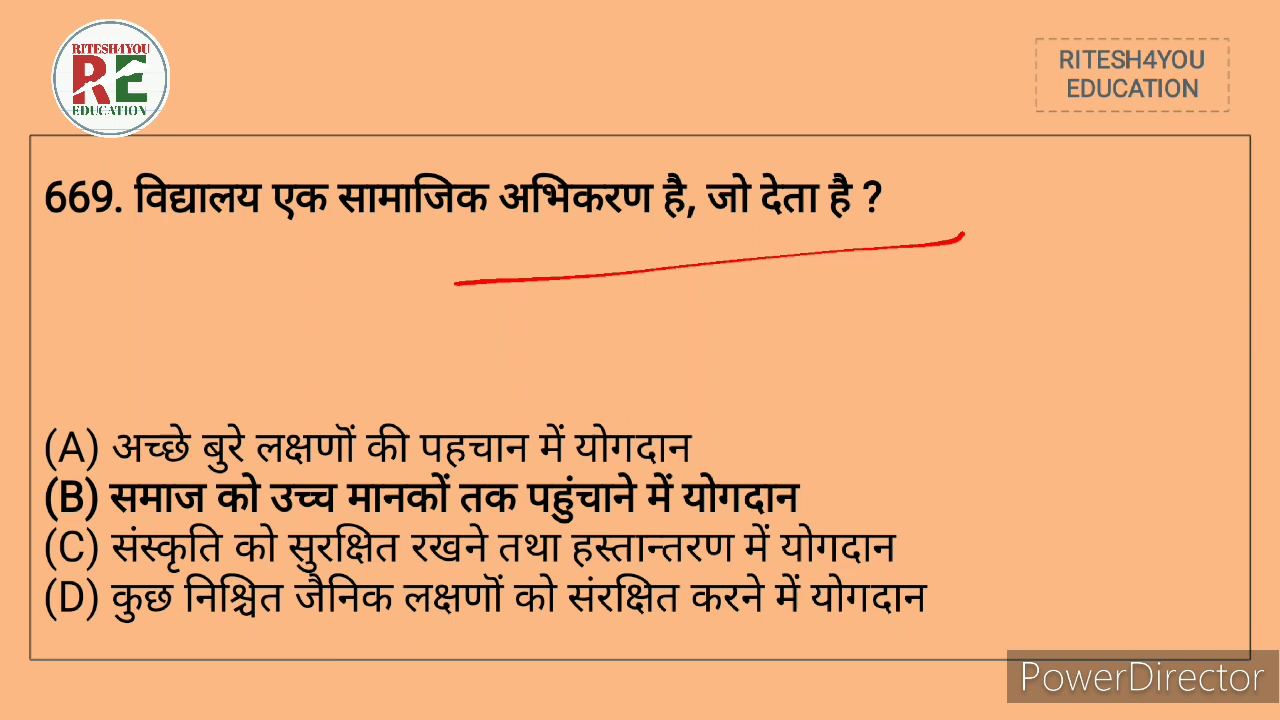 RITESH4YOU
RE
EDUCATION
RITESH4YOU
EDUCATION
669. विद्यालय एक सामाजिक अभिकरण है, जो देता है ?
(A) अच्छे बुरे लक्षणों की पहचान में योगदान
(B) समाज को उच्च मानकों तक पहुंचाने में योगदान
(C) संस्कृति को सुरक्षित रखने तथा हस्तान्तरण में योगदान
(D) कुछ निश्चित जैनिक लक्षणों को संरक्षित करने में योगदान
PowerDirector